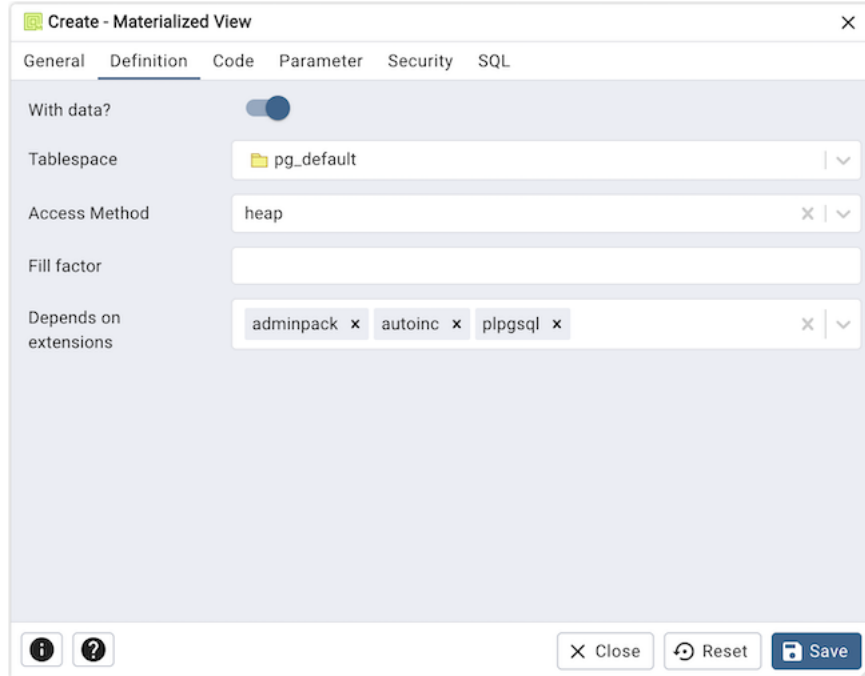 Create - Materialized View
General Definition Code Parameter Security SQL
With data?
Tablespace pg_default
Access Method heap
Fill factor
Depends on
extensions
adminpack autoinc plpgsql
Close Reset Save